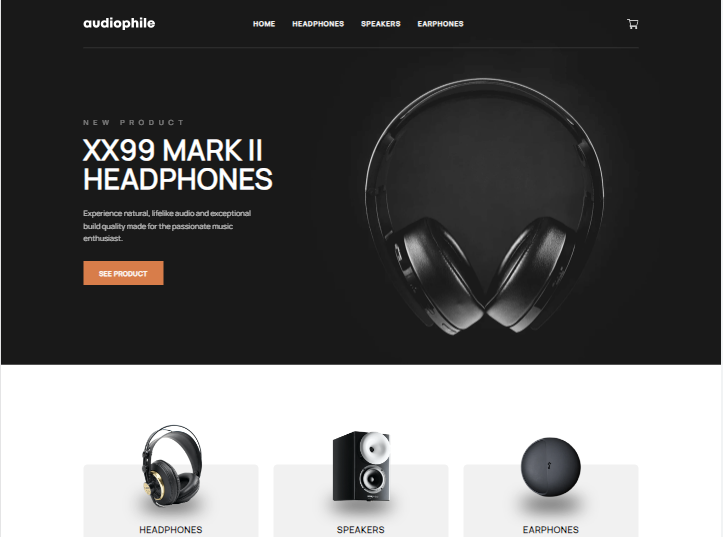 audiophile
HOME HEADPHONES SPEAKERS EARPHONES
NEW PRODUCT
XX99 MARK II
HEADPHONES
Experience natural, lifelike audio and exceptional
build quality made for the passionate music
enthusiast.
SEE PRODUCT
HEADPHONES
SPEAKERS
EARPHONES